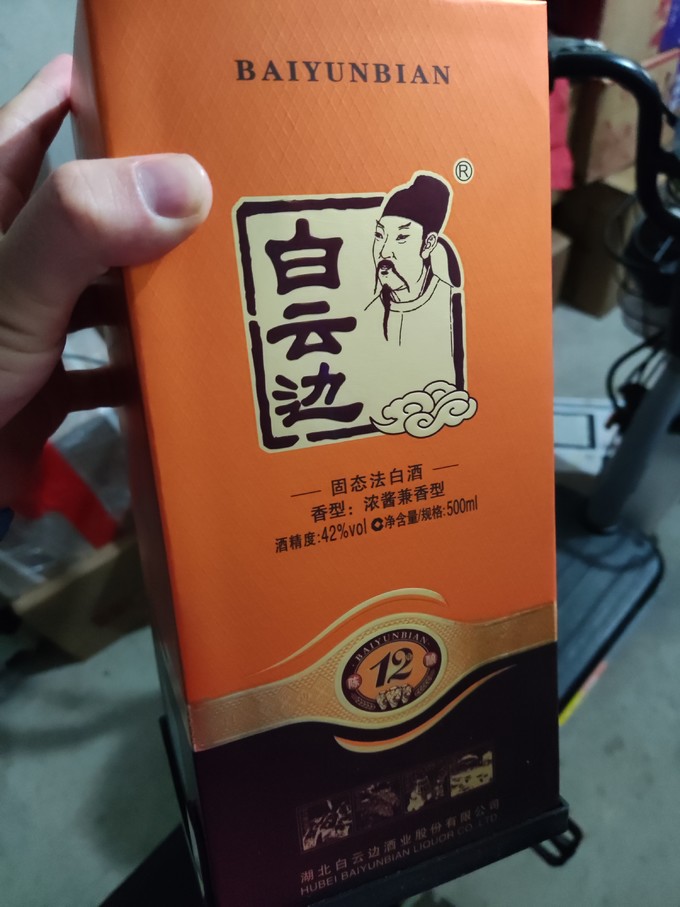 BAIYUNBIAN
®
白云边
固态法白酒
香型：浓酱兼香型
酒精度:42%vol 净含量/规格:500ml
BAIYUNBIAN
陈 12 酿
湖北白云边酒业股份有限公司
HUBEI BAIYUNBIAN LIQUOR CO.,LTD